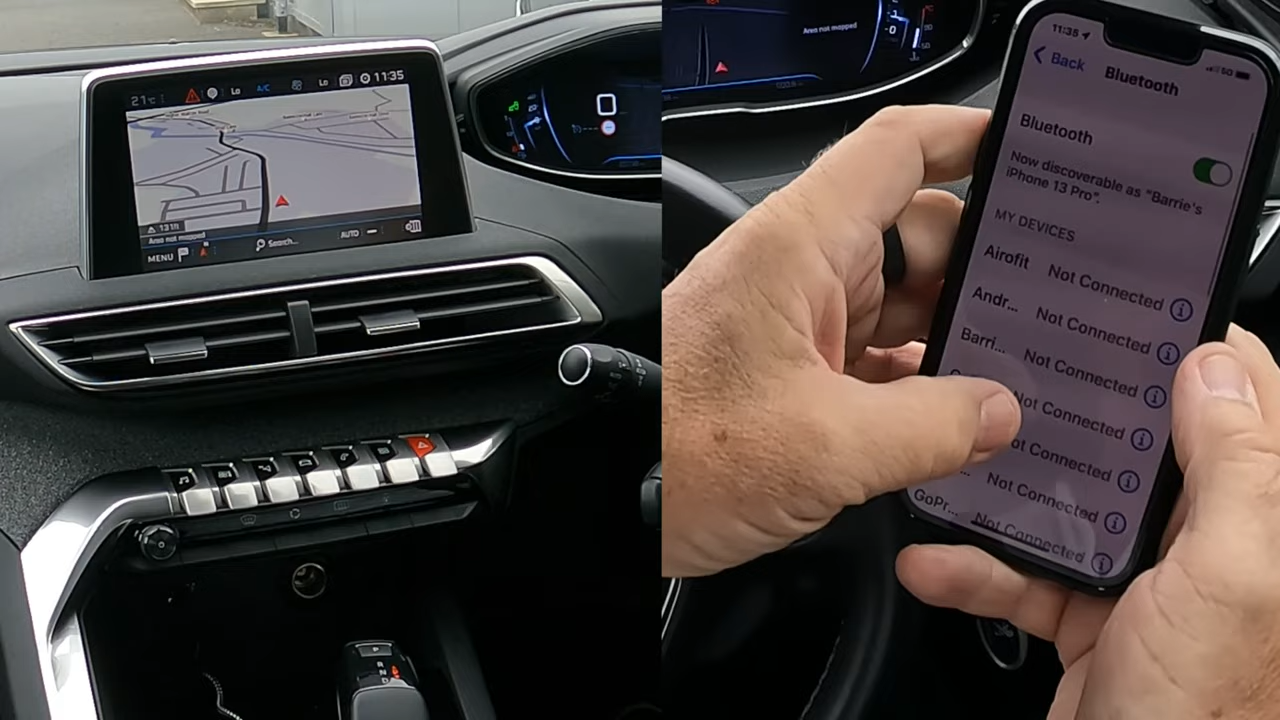 21°C Lo A/C Lo 11:35
131ft
Area not mapped
MENU N Search... AUTO
P
R
N
D
Area not mapped
11:35
Back Bluetooth
Bluetooth
Now discoverable as "Barrie's
iPhone 13 Pro".
MY DEVICES
Airofit Not Connected
Andr... Not Connected
Barri... Not Connected
Not Connected
Not Connected
... Not Connected
GoPr... Not Connected